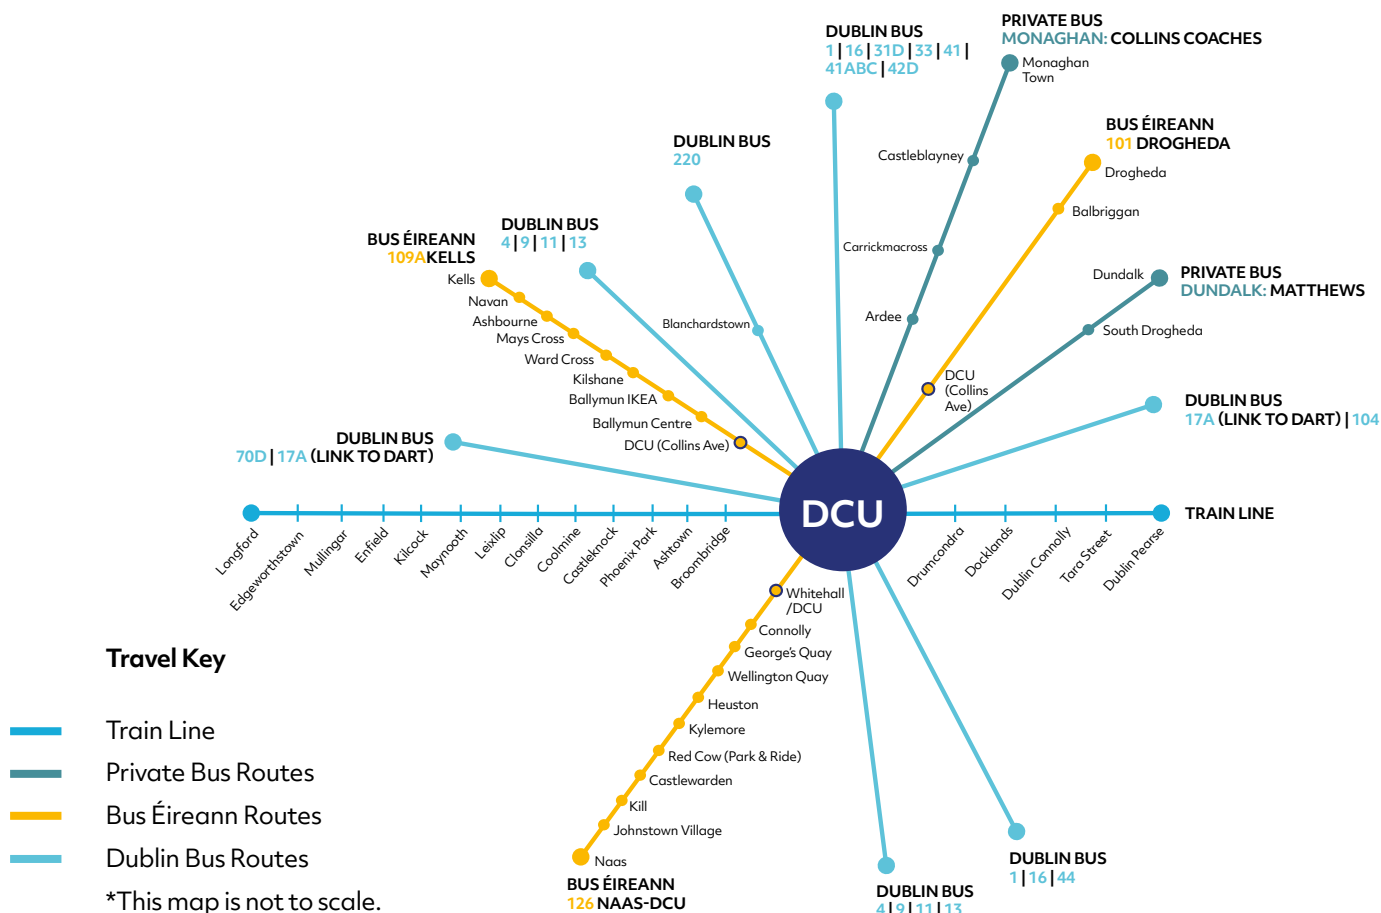 DUBLIN BUS
1 | 16 | 31D | 33 | 41 |
41ABC | 42D
PRIVATE BUS
MONAGHAN: COLLINS COACHES
Monaghan
Town
Castleblayney
Carrickmacross
Ardee
BUS ÉIREANN
101 DROGHEDA
Drogheda
Balbriggan
DCU
(Collins
Ave)
DUBLIN BUS
220
Blanchardstown
DUBLIN BUS
4 | 9 | 11 | 13
BUS ÉIREANN
109AKELLS
Kells
Navan
Ashbourne
Mays Cross
Ward Cross
Kilshane
Ballymun IKEA
Ballymun Centre
DCU (Collins Ave)
Dundalk
PRIVATE BUS
DUNDALK: MATTHEWS
South Drogheda
DUBLIN BUS
17A (LINK TO DART) | 104
DUBLIN BUS
70D | 17A (LINK TO DART)
DCU
TRAIN LINE
Longford
Edgeworthstown
Mullingar
Enfield
Kilcock
Maynooth
Leixlip
Clonsilla
Coolmine
Castleknock
Phoenix Park
Ashtown
Broombridge
Drumcondra
Docklands
Dublin Connolly
Tara Street
Dublin Pearse
Whitehall
/DCU
Connolly
George's Quay
Wellington Quay
Heuston
Kylemore
Red Cow (Park & Ride)
Castlewarden
Kill
Johnstown Village
Naas
BUS ÉIREANN
126 NAAS-DCU
DUBLIN BUS
4 | 9 | 11 | 13
DUBLIN BUS
1 | 16 | 44
Travel Key
Train Line
Private Bus Routes
Bus Éireann Routes
Dublin Bus Routes
*This map is not to scale.